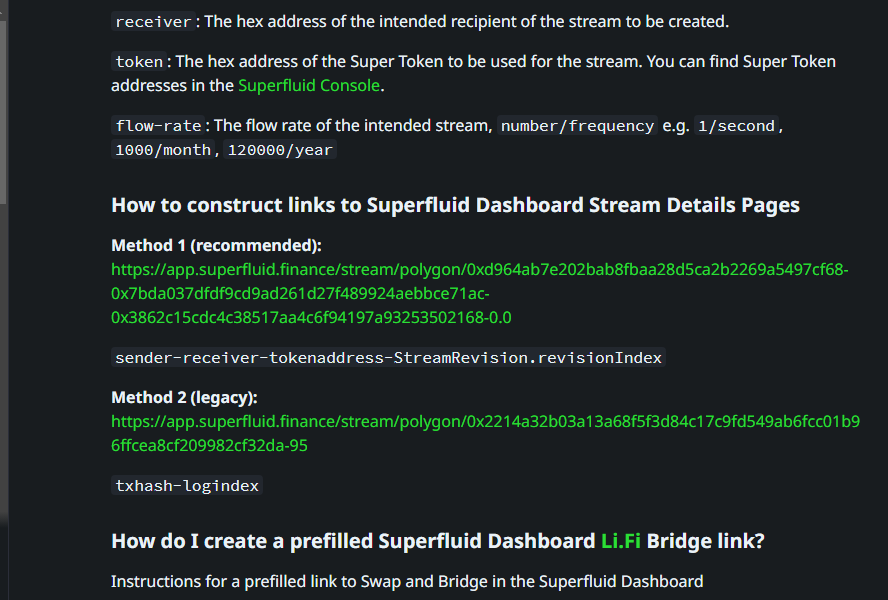 receiver: The hex address of the intended recipient of the stream to be created.
token: The hex address of the Super Token to be used for the stream. You can find Super Token
addresses in the Superfluid Console.
flow-rate: The flow rate of the intended stream, number/frequency e.g. 1/second,
1000/month, 120000/year
How to construct links to Superfluid Dashboard Stream Details Pages
Method 1 (recommended):
https://app.superfluid.finance/stream/polygon/0xd964ab7e202bab8fbaa28d5ca2b2269a5497cf68-
0x7bda037dfdf9cd9ad261d27f489924aebbce71ac-
0x3862c15cdc4c38517aa4c6f94197a93253502168-0.0
sender-receiver-tokenaddress-StreamRevision.revisionIndex
Method 2 (legacy):
https://app.superfluid.finance/stream/polygon/0x2214a32b03a13a68f5f3d84c17c9fd549ab6fcc01b9
6ffcea8cf209982cf32da-95
txhash-logindex
How do I create a prefilled Superfluid Dashboard Li.Fi Bridge link?
Instructions for a prefilled link to Swap and Bridge in the Superfluid Dashboard